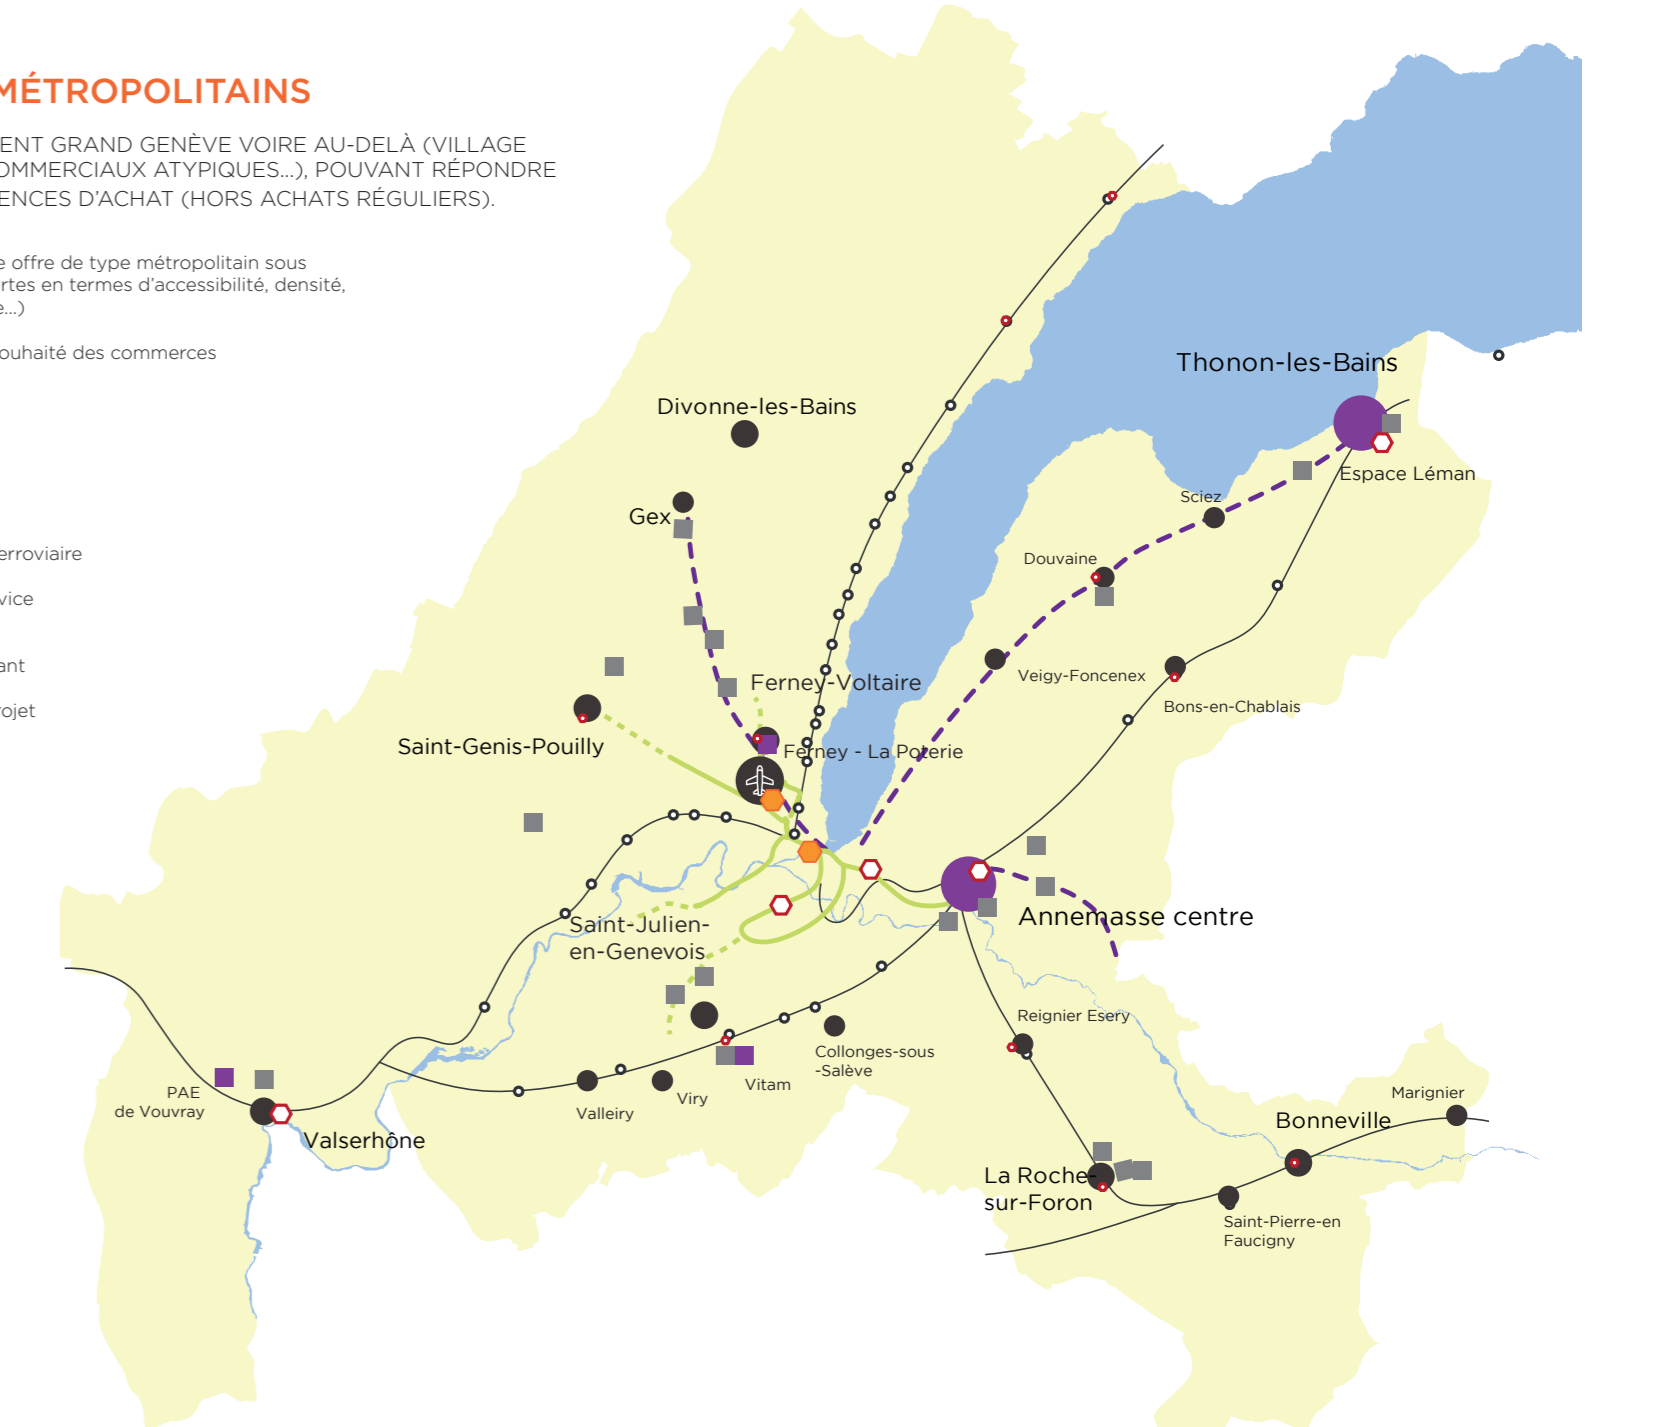 MÉTROPOLITAINS
ENT GRAND GENÈVE VOIRE AU-DELÀ (VILLAGE
OMMERCIAUX ATYPIQUES...), POUVANT RÉPONDRE
ENCES D'ACHAT (HORS ACHATS RÉGULIERS).
e offre de type métropolitain sous
rtes en termes d'accessibilité, densité,
e...)
ouhaité des commerces
erroviaire
vice
ant
rojet
Thonon-les-Bains
Divonne-les-Bains
Espace Léman
Sciez
Gex
Douvaine
Veigy-Foncenex
Ferney-Voltaire
Bons-en-Chablais
Saint-Genis-Pouilly
Ferney - La Poterie
Annemasse centre
Saint-Julien-
en-Genevois
Reignier Esery
Collonges-sous
-Salève
Vitam
Viry
Valleiry
PAE
de Vouvray
Valserhône
Marignier
Bonneville
La Roche-
sur-Foron
Saint-Pierre-en
Faucigny